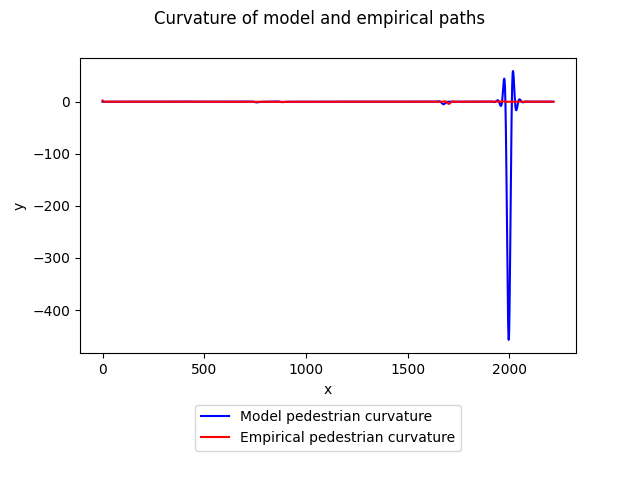 Curvature of model and empirical paths
0
−100
−200
−300
−400
y
0 500 1000 1500 2000
x
Model pedestrian curvature
Empirical pedestrian curvature